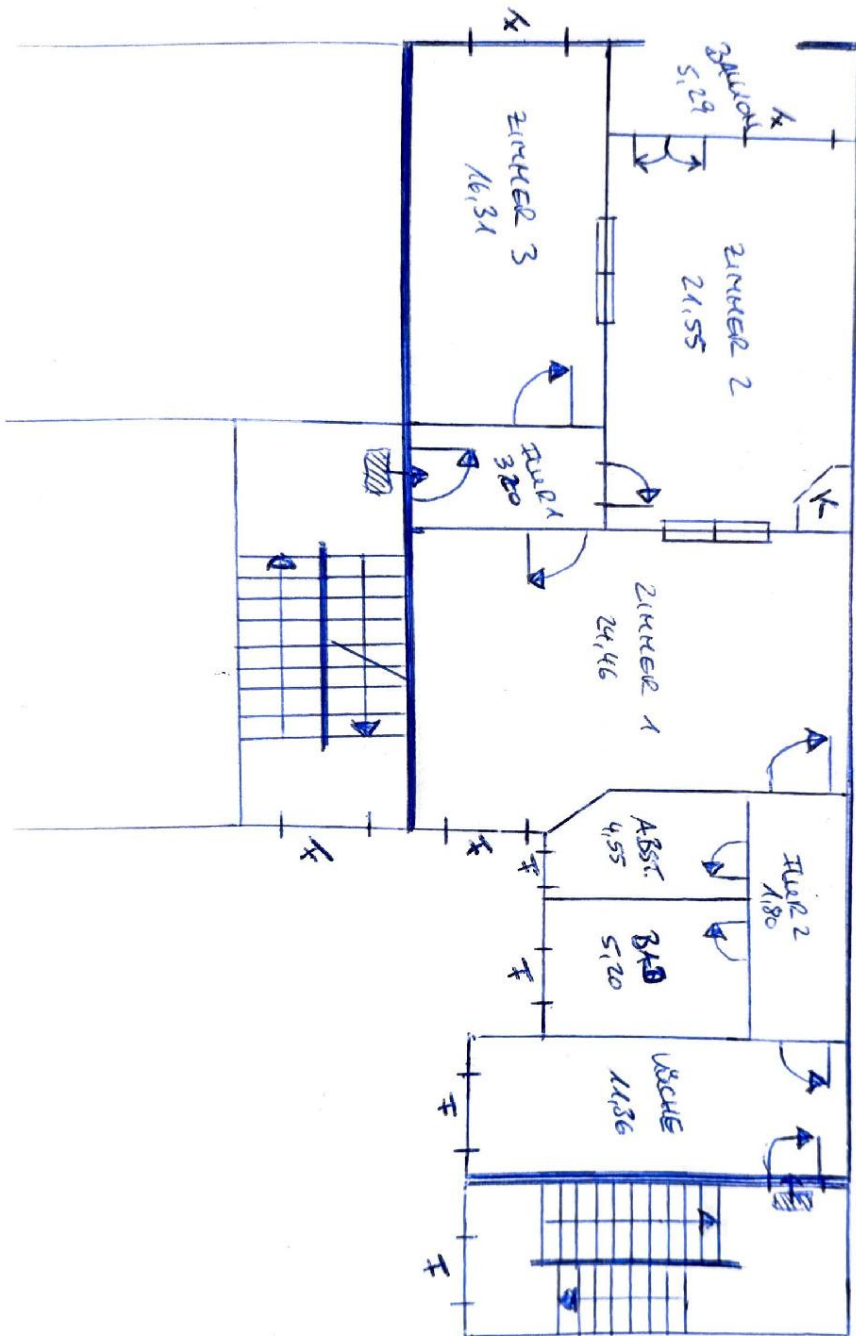 BALKON
5,29
ZIMMER 3
16,31
ZIMMER 2
21,55
K
FLUR 1
3,20
ZIMMER 1
24,46
ABST.
4,55
FLUR 2
1,80
BAD
5,20
KÜCHE
11,36